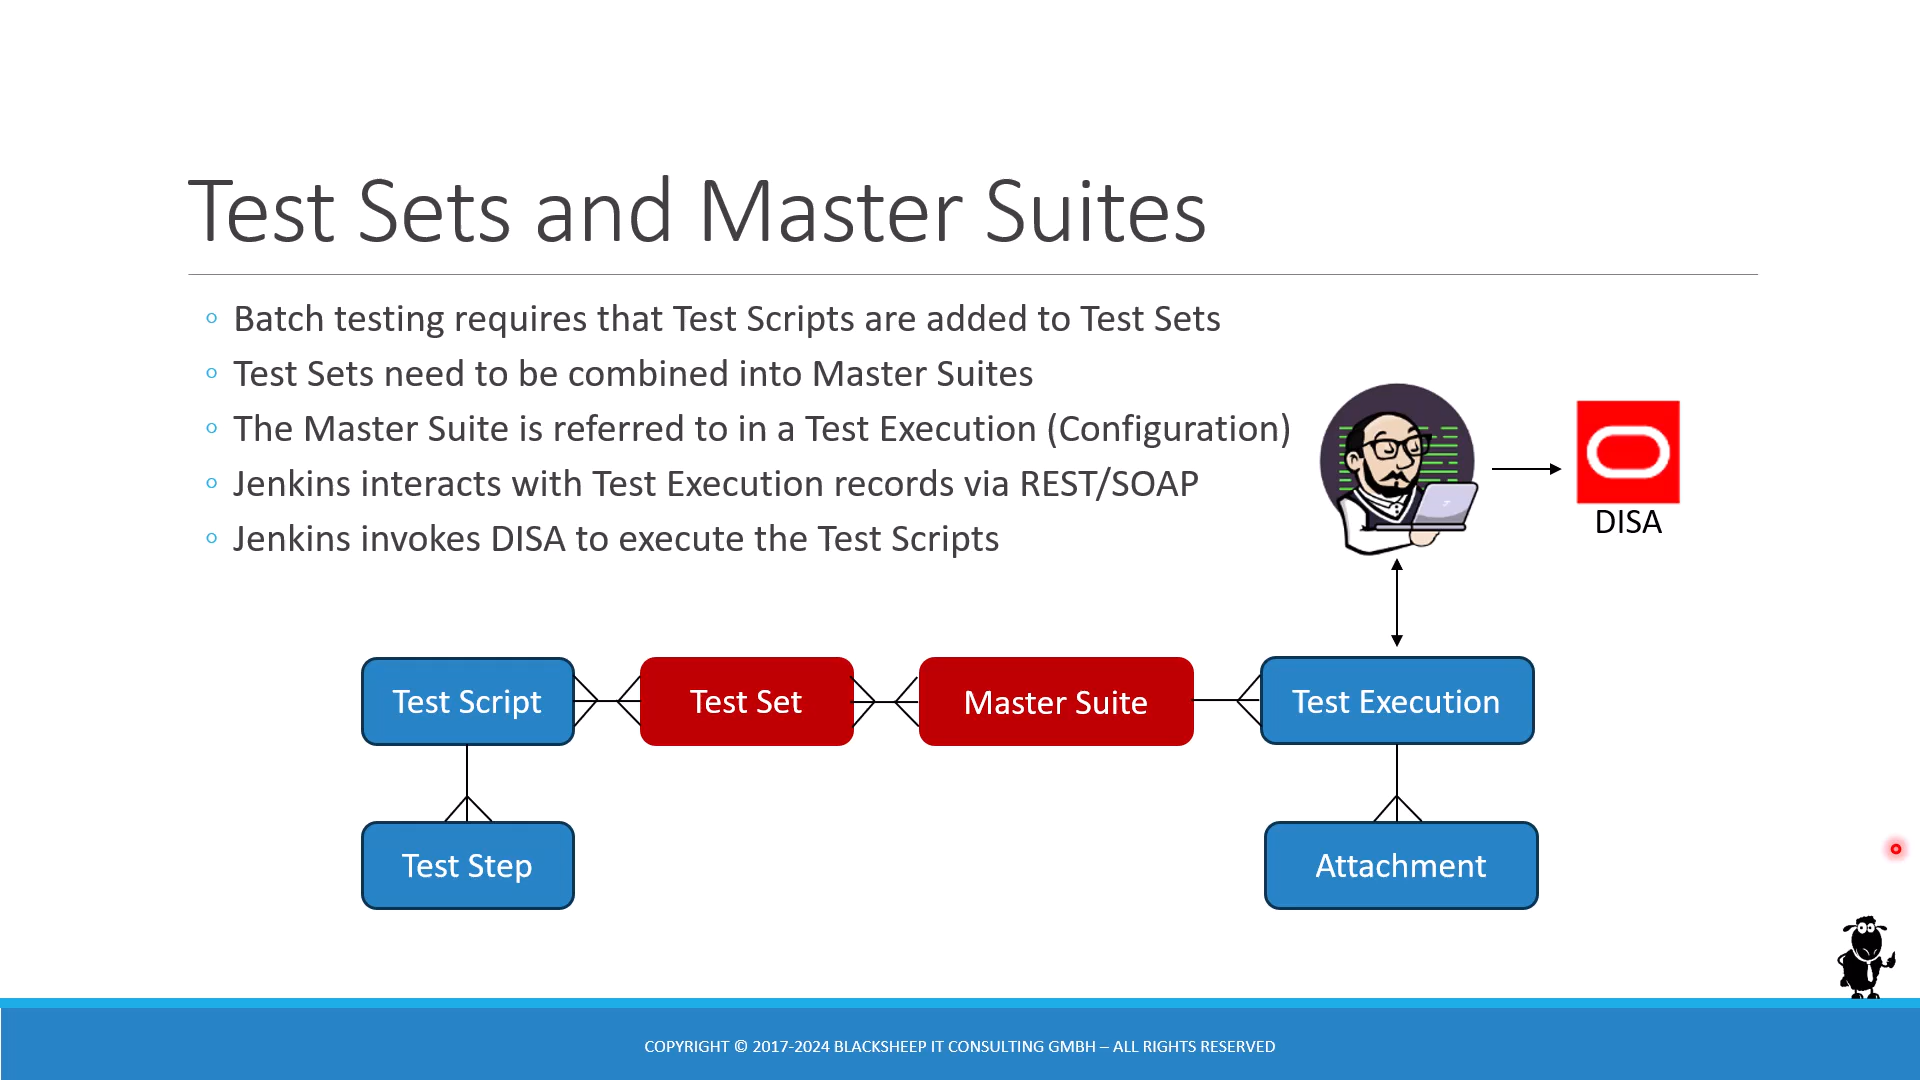 Test Sets and Master Suites
Batch testing requires that Test Scripts are added to Test Sets
Test Sets need to be combined into Master Suites
The Master Suite is referred to in a Test Execution (Configuration)
Jenkins interacts with Test Execution records via REST/SOAP
Jenkins invokes DISA to execute the Test Scripts
DISA
Test Script
Test Set
Master Suite
Test Execution
Test Step
Attachment
COPYRIGHT © 2017-2024 BLACKSHEEP IT CONSULTING GMBH – ALL RIGHTS RESERVED